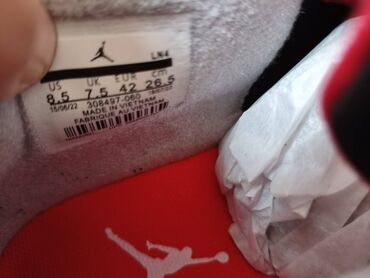 LN4
US UK EUR cm
8.5 7.5 42 26.5
15/06/22
308497-060
MADE IN VIETNAM
FABRIQUE AU VIETNAM